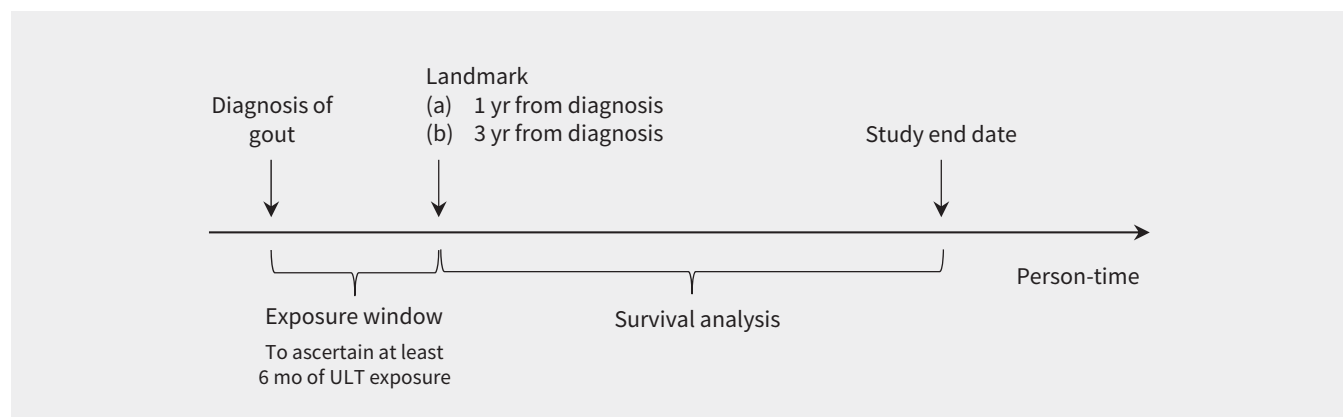 Diagnosis of
gout
Landmark
(a) 1 yr from diagnosis
(b) 3 yr from diagnosis
Study end date
Person-time
Exposure window
To ascertain at least
6 mo of ULT exposure
Survival analysis